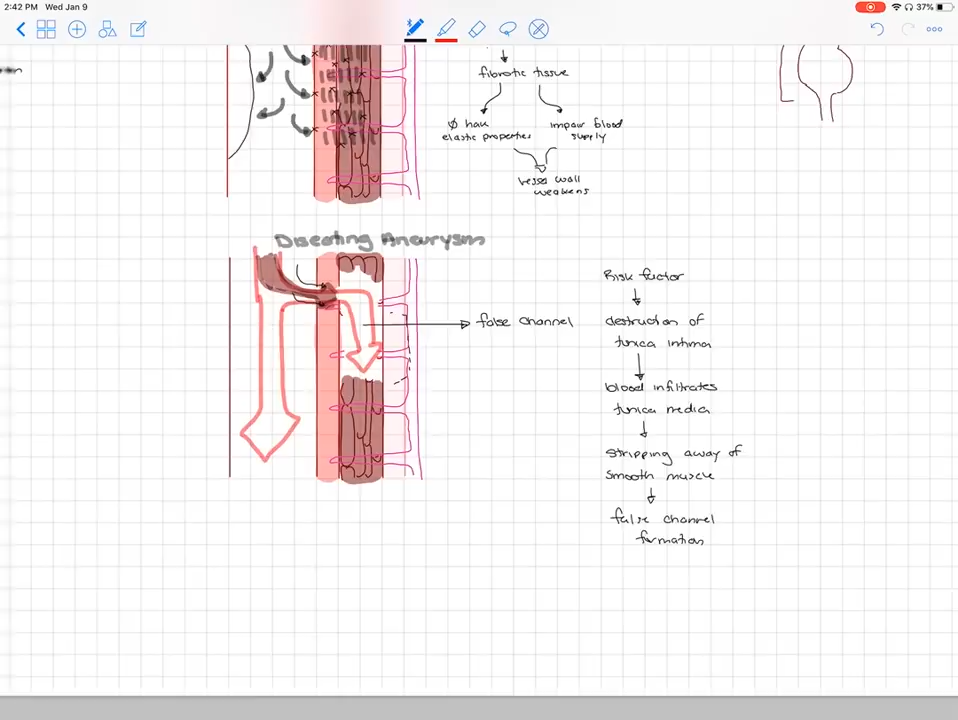 2:42 PM Wed Jan 9
37%
fibrotic tissue
Ø have
elastic properties
impair blood
supply
vessel wall
weakens
Disecting Aneurysm
false channel
Risk factor
destruction of
tunica intima
blood infiltrates
tunica media
stripping away of
smooth muscle
false channel
formation